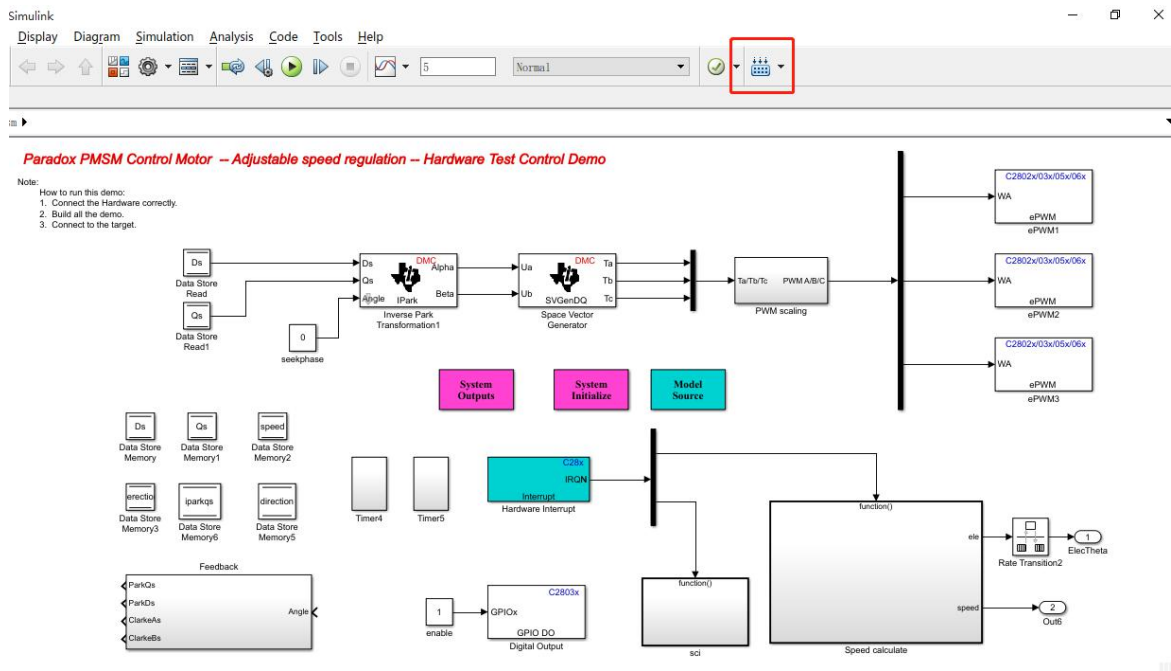 Simulink
Display Diagram Simulation Analysis Code Tools Help
5 Normal
Paradox PMSM Control Motor -- Adjustable speed regulation -- Hardware Test Control Demo
Note:
How to run this demo:
1. Connect the Hardware correctly.
2. Build all the demo.
3. Connect to the target.
Ds
Data Store
Read
Qs
Data Store
Read1
0
seekphase
DMC
Ds
Qs
Angle
Alpha
Beta
IPark
Inverse Park
Transformation1
DMC
Ua
Ub
Ta
Tb
Tc
SVGenDQ
Space Vector
Generator
Ta/Tb/Tc PWM A/B/C
PWM scaling
C2802x/03x/05x/06x
WA
ePWM
ePWM1
C2802x/03x/05x/06x
WA
ePWM
ePWM2
C2802x/03x/05x/06x
WA
ePWM
ePWM3
System
Outputs
System
Initialize
Model
Source
Ds
Data Store
Memory
Qs
Data Store
Memory1
speed
Data Store
Memory2
erectio
Data Store
Memory3
iparkqs
Data Store
Memory6
direction
Data Store
Memory5
Timer4
Timer5
C28x
IRQN
Interrupt
Hardware Interrupt
function()
ele
speed
Speed calculate
Rate Transition2
1
ElecTheta
2
Out6
Feedback
ParkQs
ParkDs
ClarkeAs
ClarkeBs
Angle
1
enable
C2803x
GPIOx
GPIO DO
Digital Output
function()
sci